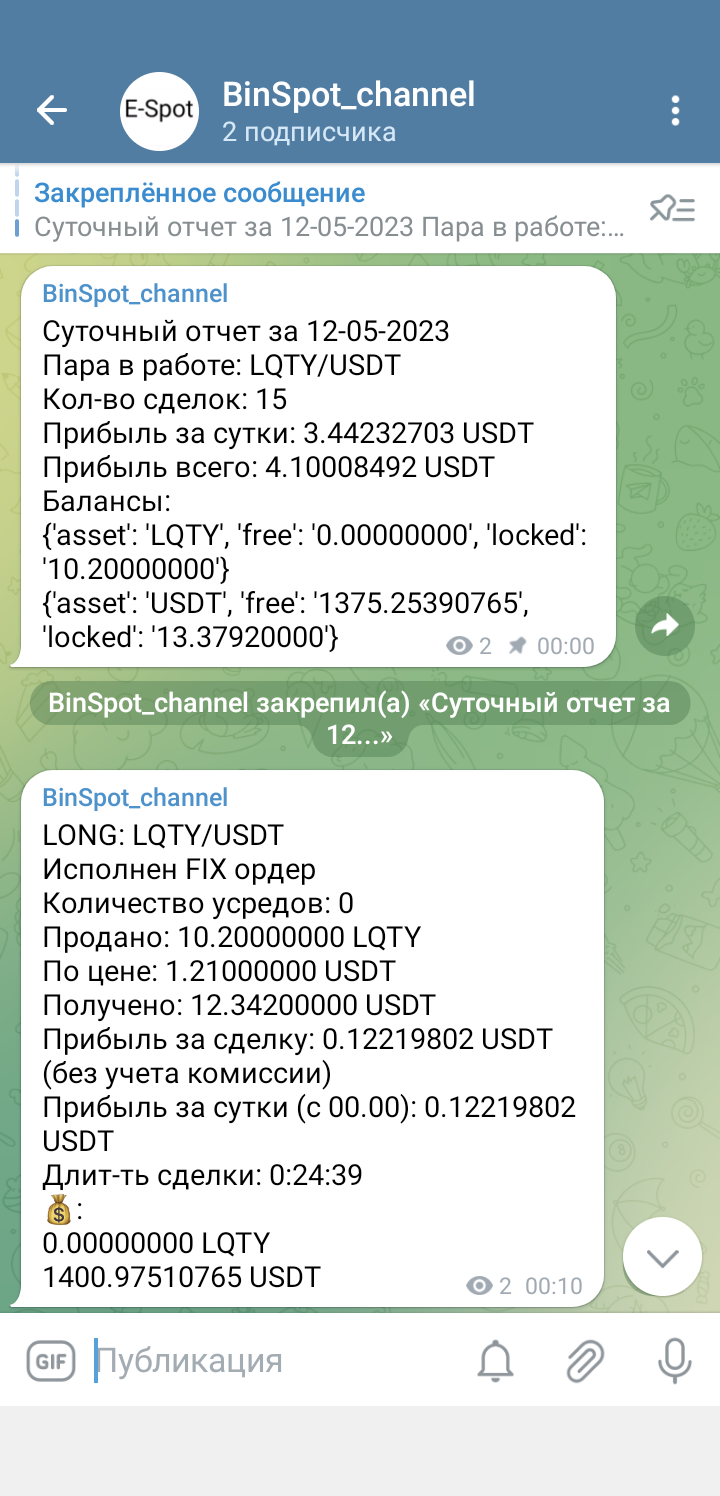 E-Spot
BinSpot_channel
2 подписчика
Закреплённое сообщение
Суточный отчет за 12-05-2023 Пара в работе:...
BinSpot_channel
Суточный отчет за 12-05-2023
Пара в работе: LQTY/USDT
Кол-во сделок: 15
Прибыль за сутки: 3.44232703 USDT
Прибыль всего: 4.10008492 USDT
Балансы:
{'asset': 'LQTY', 'free': '0.00000000', 'locked':
'10.20000000'}
{'asset': 'USDT', 'free': '1375.25390765',
'locked': '13.37920000'}
2 00:00
BinSpot_channel закрепил(а) «Суточный отчет за
12...»
BinSpot_channel
LONG: LQTY/USDT
Исполнен FIX ордер
Количество усредов: 0
Продано: 10.20000000 LQTY
По цене: 1.21000000 USDT
Получено: 12.34200000 USDT
Прибыль за сделку: 0.12219802 USDT
(без учета комиссии)
Прибыль за сутки (с 00.00): 0.12219802
USDT
Длит-ть сделки: 0:24:39
💰:
0.00000000 LQTY
1400.97510765 USDT
2 00:10
GIF
Публикация